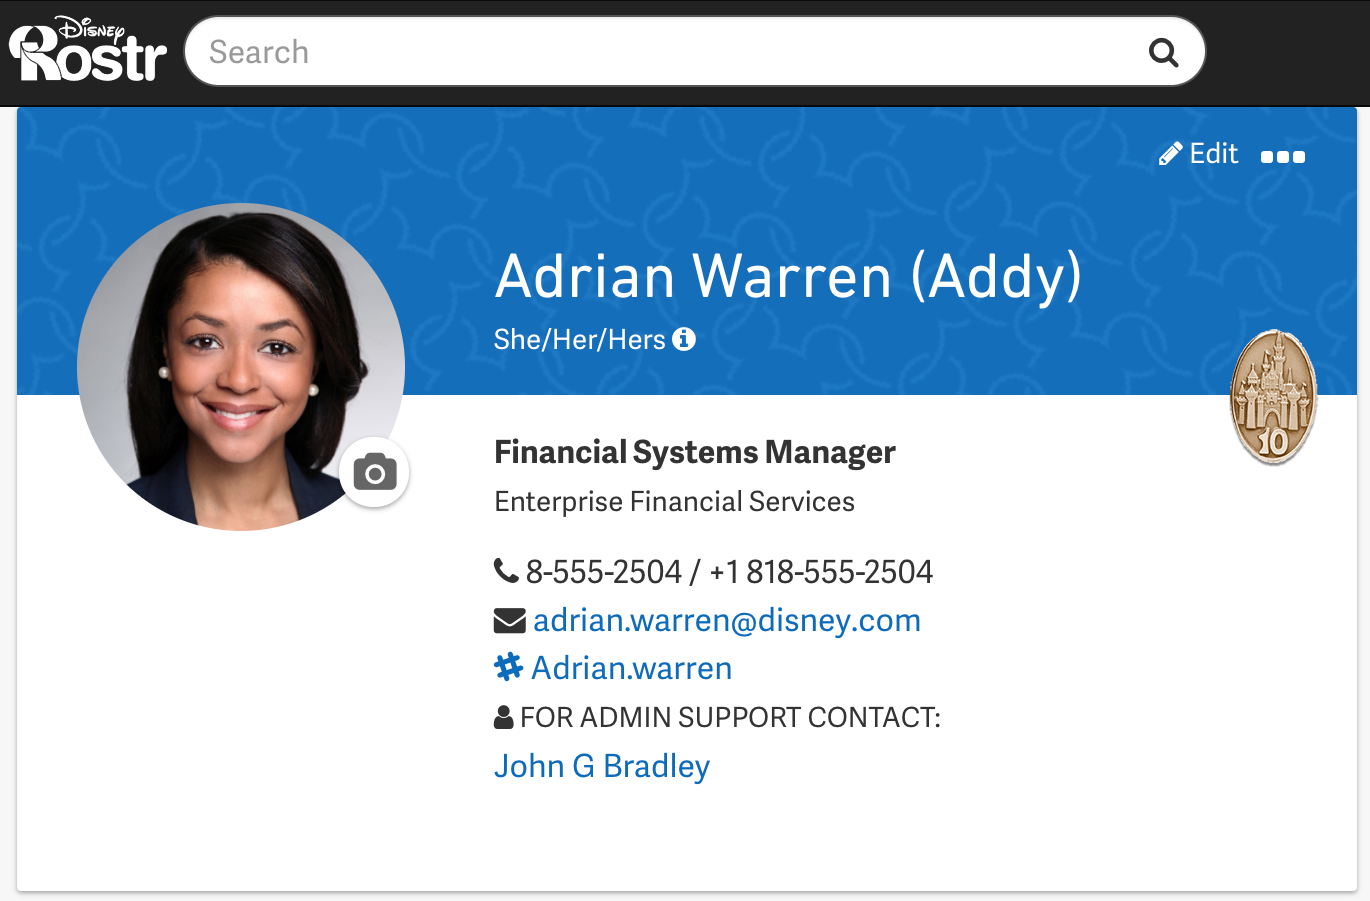 Disney
Rostr
Search
Edit
Adrian Warren (Addy)
She/Her/Hers
10
Financial Systems Manager
Enterprise Financial Services
8-555-2504 / +1 818-555-2504
adrian.warren@disney.com
Adrian.warren
FOR ADMIN SUPPORT CONTACT:
John G Bradley